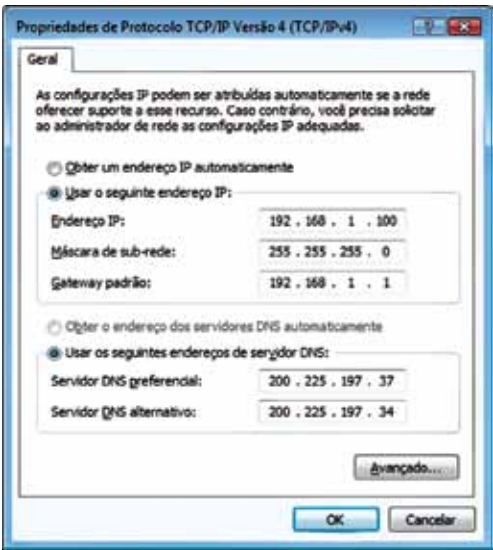 Propriedades de Protocolo TCP/IP Versão 4 (TCP/IPv4)
Geral
As configurações IP podem ser atribuídas automaticamente se a rede
oferecer suporte a esse recurso. Caso contrário, você precisa solicitar
ao administrador de rede as configurações IP adequadas.
Obter um endereço IP automaticamente
Usar o seguinte endereço IP:
Endereço IP: 192 . 168 . 1 . 100
Máscara de sub-rede: 255 . 255 . 255 . 0
Gateway padrão: 192 . 168 . 1 . 1
Obter o endereço dos servidores DNS automaticamente
Usar os seguintes endereços de servidor DNS:
Servidor DNS preferencial: 200 . 225 . 197 . 37
Servidor DNS alternativo: 200 . 225 . 197 . 34
Avançado...
OK Cancelar